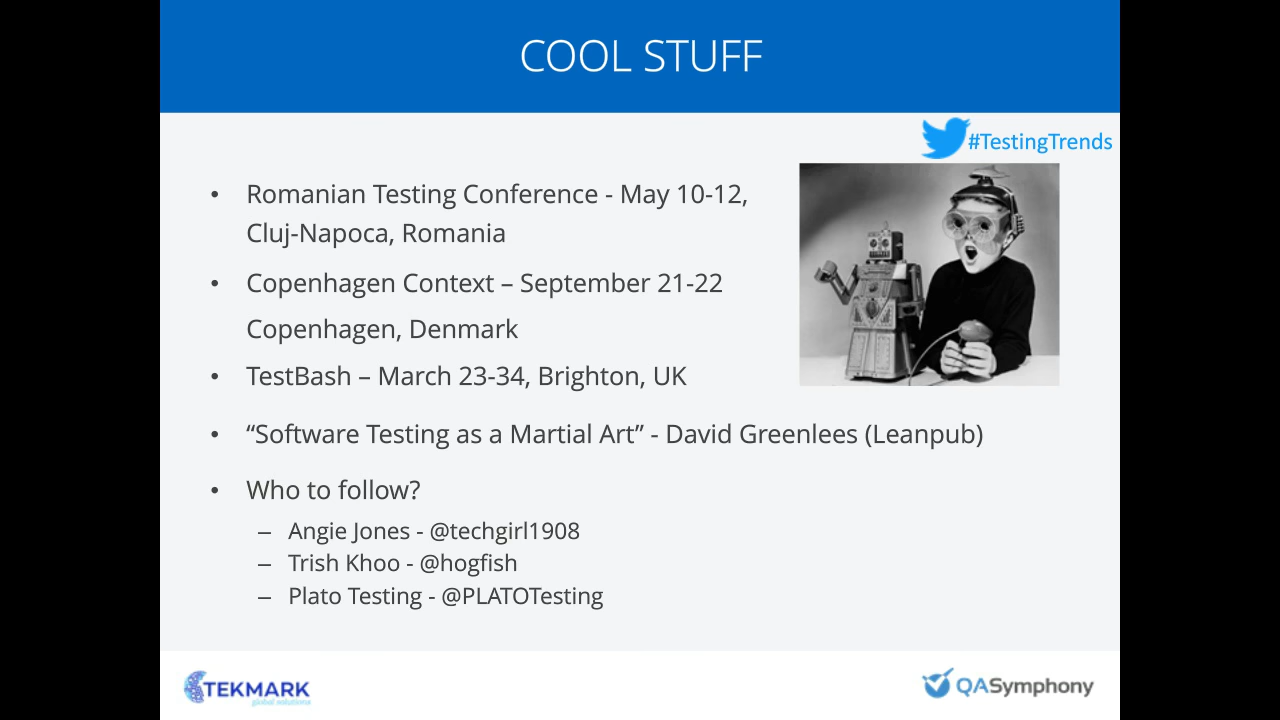 COOL STUFF
#TestingTrends
• Romanian Testing Conference - May 10-12,
Cluj-Napoca, Romania
• Copenhagen Context – September 21-22
Copenhagen, Denmark
• TestBash – March 23-34, Brighton, UK
• “Software Testing as a Martial Art” - David Greenlees (Leanpub)
• Who to follow?
– Angie Jones - @techgirl1908
– Trish Khoo - @hogfish
– Plato Testing - @PLATOTesting
TEKMARK
global solutions
QASymphony